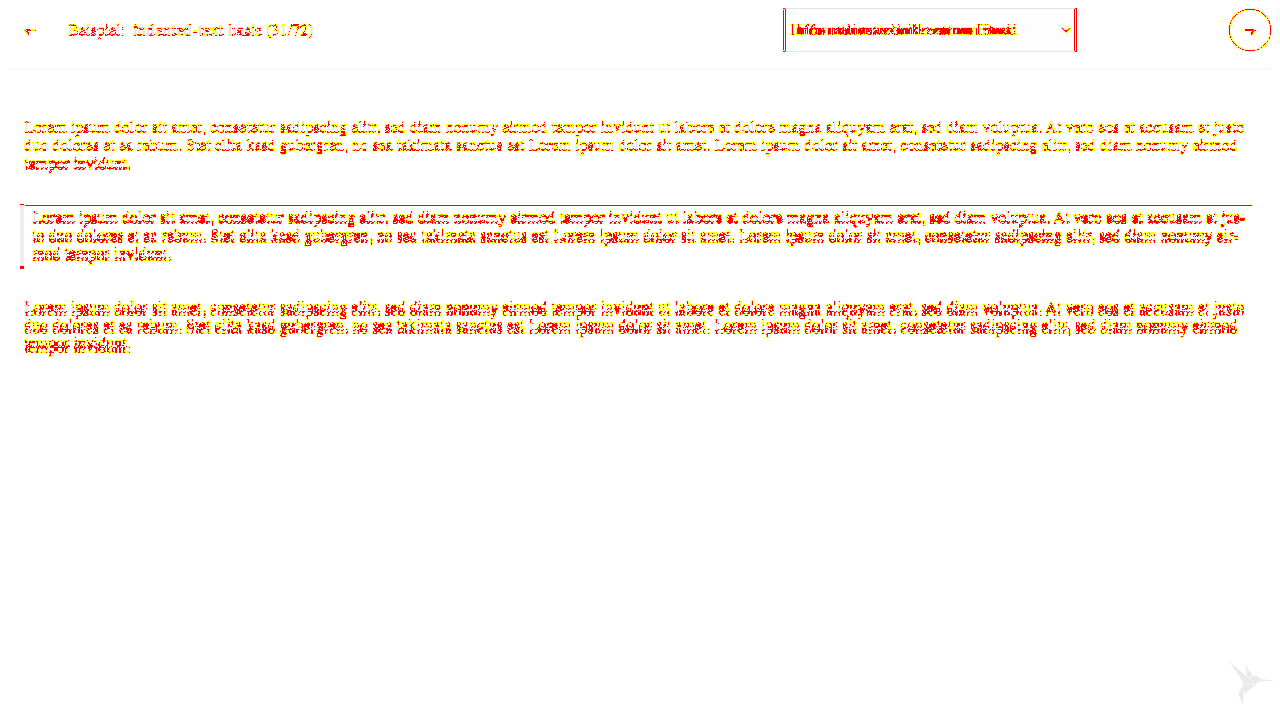 ← Beispiel: indented-text basic (31/72) →
Lorem ipsum dolor sit amet, consetetur sadipscing elitr, sed diam nonumy eirmod tempor invidunt ut labore et dolore magna aliquyam erat, sed diam voluptua. At vero eos et accusam et justo
duo dolores et ea rebum. Stet clita kasd gubergren, no sea takimata sanctus est Lorem ipsum dolor sit amet. Lorem ipsum dolor sit amet, consetetur sadipscing elitr, sed diam nonumy eirmod
tempor invidunt.
Lorem ipsum dolor sit amet, consetetur sadipscing elitr, sed diam nonumy eirmod tempor invidunt ut labore et dolore magna aliquyam erat, sed diam voluptua. At vero eos et accusam et jus-
to duo dolores et ea rebum. Stet clita kasd gubergren, no sea takimata sanctus est Lorem ipsum dolor sit amet. Lorem ipsum dolor sit amet, consetetur sadipscing elitr, sed diam nonumy eir-
mod tempor invidunt.
Lorem ipsum dolor sit amet, consetetur sadipscing elitr, sed diam nonumy eirmod tempor invidunt ut labore et dolore magna aliquyam erat, sed diam voluptua. At vero eos et accusam et justo
duo dolores et ea rebum. Stet clita kasd gubergren, no sea takimata sanctus est Lorem ipsum dolor sit amet. Lorem ipsum dolor sit amet, consetetur sadipscing elitr, sed diam nonumy eirmod
tempor invidunt.